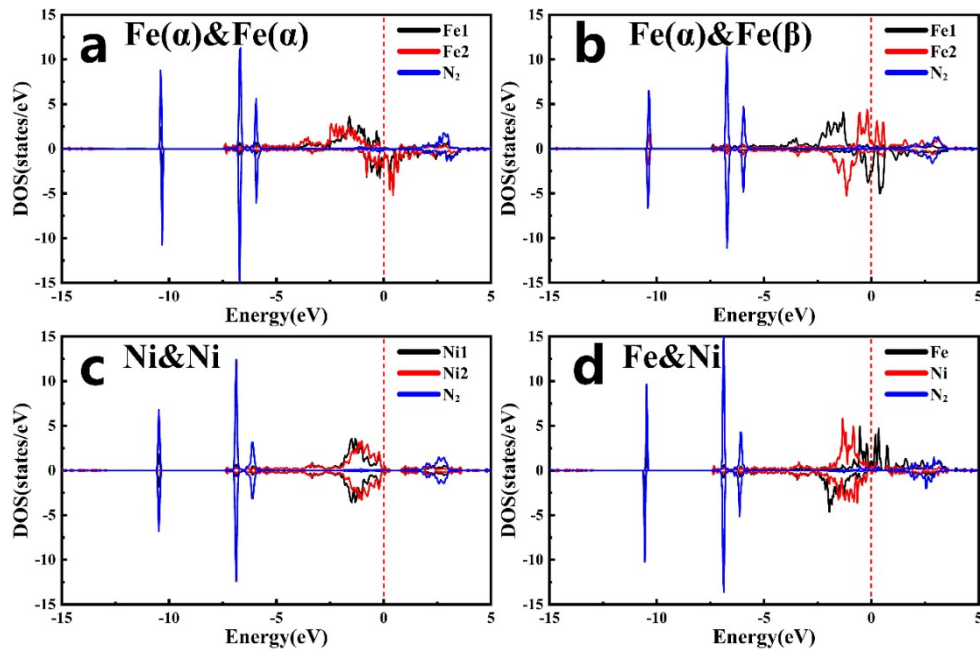 a Fe(α)&Fe(α)
Fe1
Fe2
N₂
DOS(states/eV)
15
10
5
0
-5
-10
-15
-15 -10 -5 0 5
Energy(eV)
b Fe(α)&Fe(β)
Fe1
Fe2
N₂
DOS(states/eV)
15
10
5
0
-5
-10
-15
-15 -10 -5 0 5
Energy(eV)
c Ni&Ni
Ni1
Ni2
N₂
DOS(states/eV)
15
10
5
0
-5
-10
-15
-15 -10 -5 0 5
Energy(eV)
d Fe&Ni
Fe
Ni
N₂
DOS(states/eV)
15
10
5
0
-5
-10
-15
-15 -10 -5 0 5
Energy(eV)